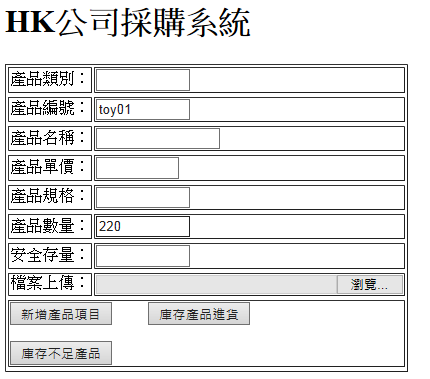 HK公司採購系統
產品類別：
產品編號： toy01
產品名稱：
產品單價：
產品規格：
產品數量： 220
安全存量：
檔案上傳： 瀏覽...
新增產品項目 庫存產品進貨
庫存不足產品